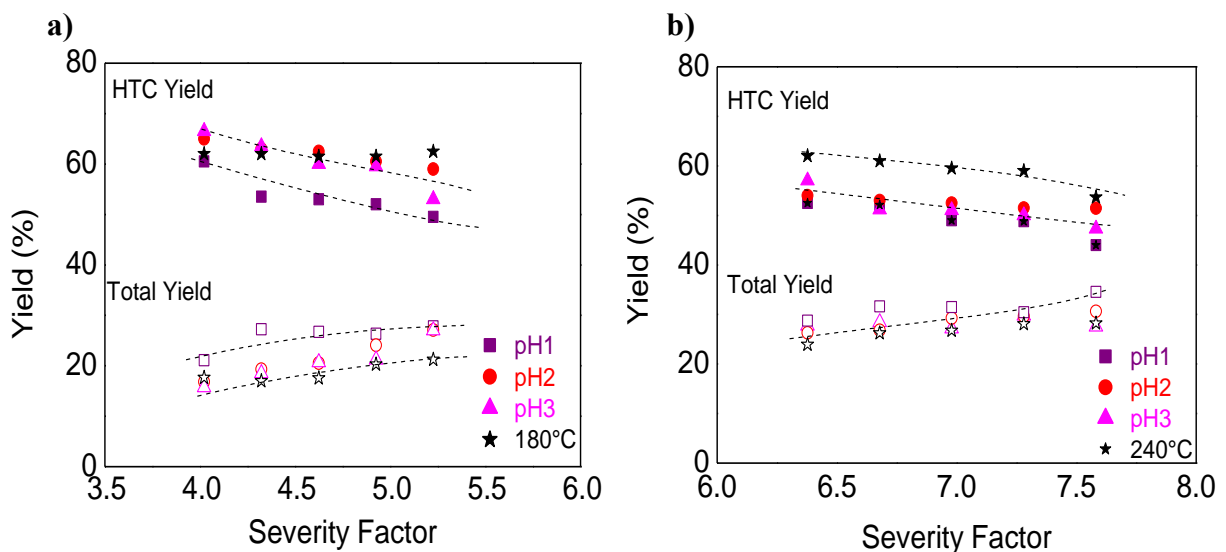 a)
80
60
40
20
0
Yield (%)
HTC Yield
Total Yield
pH1
pH2
pH3
180°C
3.5 4.0 4.5 5.0 5.5 6.0
Severity Factor
b)
80
60
40
20
0
Yield (%)
HTC Yield
Total Yield
pH1
pH2
pH3
240°C
6.0 6.5 7.0 7.5 8.0
Severity Factor